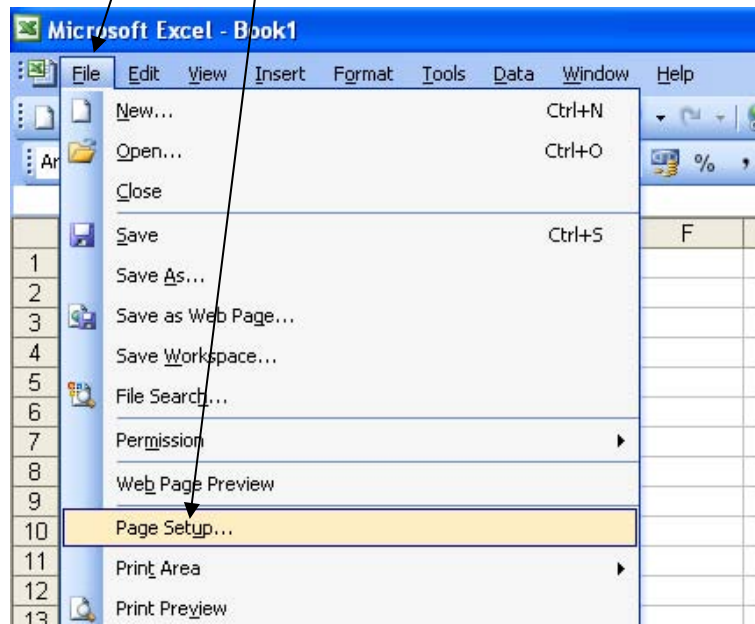 Microsoft Excel - Book1
File Edit View Insert Format Tools Data Window Help
New... Ctrl+N
Open... Ctrl+O
Ar % ,
Close
Save Ctrl+S
F
1
Save As...
2
Save as Web Page...
3
Save Workspace...
4
5
File Search...
6
Permission
7
8
Web Page Preview
9
Page Setup...
10
11
Print Area
12
Print Preview
13